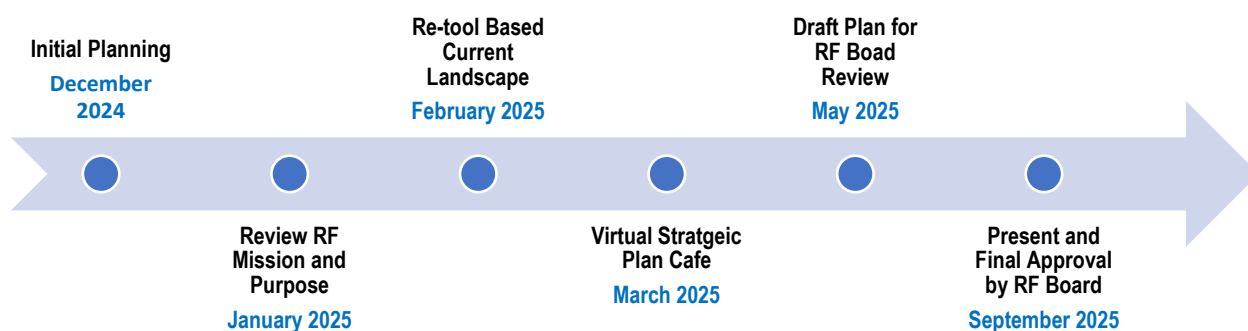 Initial Planning
December
2024
Review RF
Mission and
Purpose
January 2025
Re-tool Based
Current
Landscape
February 2025
Virtual Stratgeic
Plan Cafe
March 2025
Draft Plan for
RF Boad
Review
May 2025
Present and
Final Approval
by RF Board
September 2025